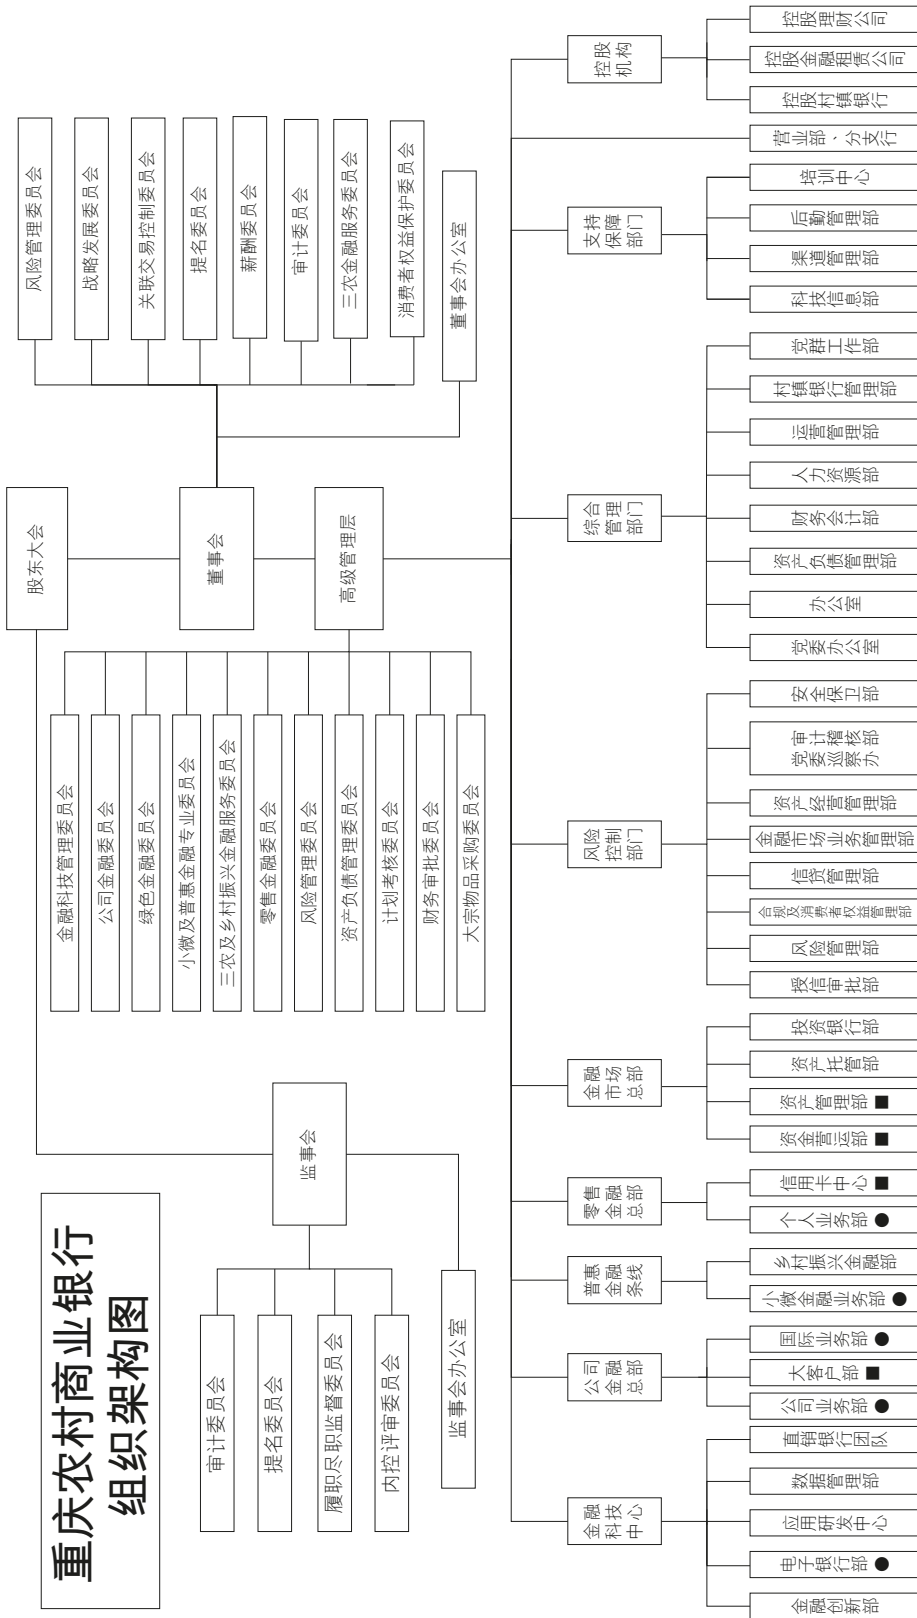 重庆农村商业银行
组织架构图
股东大会
监事会
董事会
高级管理层
审计委员会
提名委员会
履职尽职监督委员会
内控评审委员会
监事会办公室
风险管理委员会
战略发展委员会
关联交易控制委员会
提名委员会
薪酬委员会
审计委员会
三农金融服务委员会
消费者权益保护委员会
董事会办公室
金融科技管理委员会
公司金融委员会
绿色金融委员会
小微及普惠金融专业委员会
三农及乡村振兴金融服务委员会
零售金融委员会
风险管理委员会
资产负债管理委员会
计划考核委员会
财务审批委员会
大宗物品采购委员会
金融
科技
中心
公司
金融
总部
普惠
金融
条线
零售
金融
总部
金融
市场
总部
风险
控制
部门
综合
管理
部门
支持
保障
部门
控股
机构
金融创新部
电子银行部●
应用研发中心
数据管理部
直销银行团队
公司业务部●
大客户部■
国际业务部●
小微金融业务部●
乡村振兴金融部
个人业务部●
信用卡中心■
资金营运部■
资产管理部■
资产托管部
投资银行部
授信审批部
风险管理部
合规及消费者权益管理部
信贷管理部
金融市场业务管理部
资产经营管理部
审计稽核部
党委巡察办
安全保卫部
党委办公室
办公室
资产负债管理部
财务会计部
人力资源部
运营管理部
村镇银行管理部
党群工作部
科技信息部
渠道管理部
后勤管理部
培训中心
营业部、分支行
控股村镇银行
控股金融租赁公司
控股理财公司